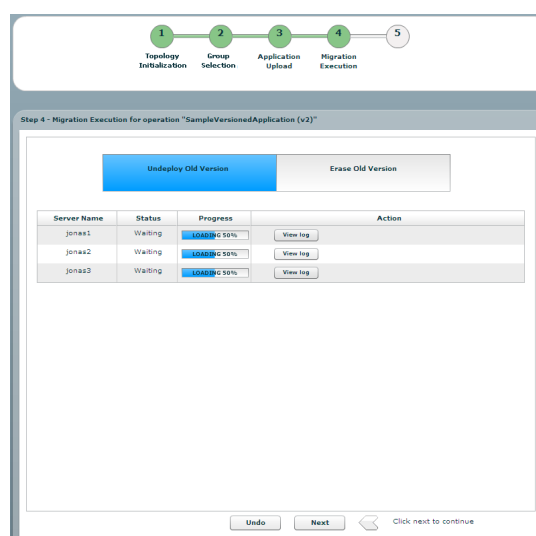 1 2 3 4 5
Topology Group Application Migration
Initialization Selection Upload Execution
Step 4 - Migration Execution for operation "SampleVersionedApplication (v2)"
Undeploy Old Version Erase Old Version
Server Name Status Progress Action
jonas1 Waiting LOADING 50% View log
jonas2 Waiting LOADING 50% View log
jonas3 Waiting LOADING 50% View log
Undo Next Click next to continue